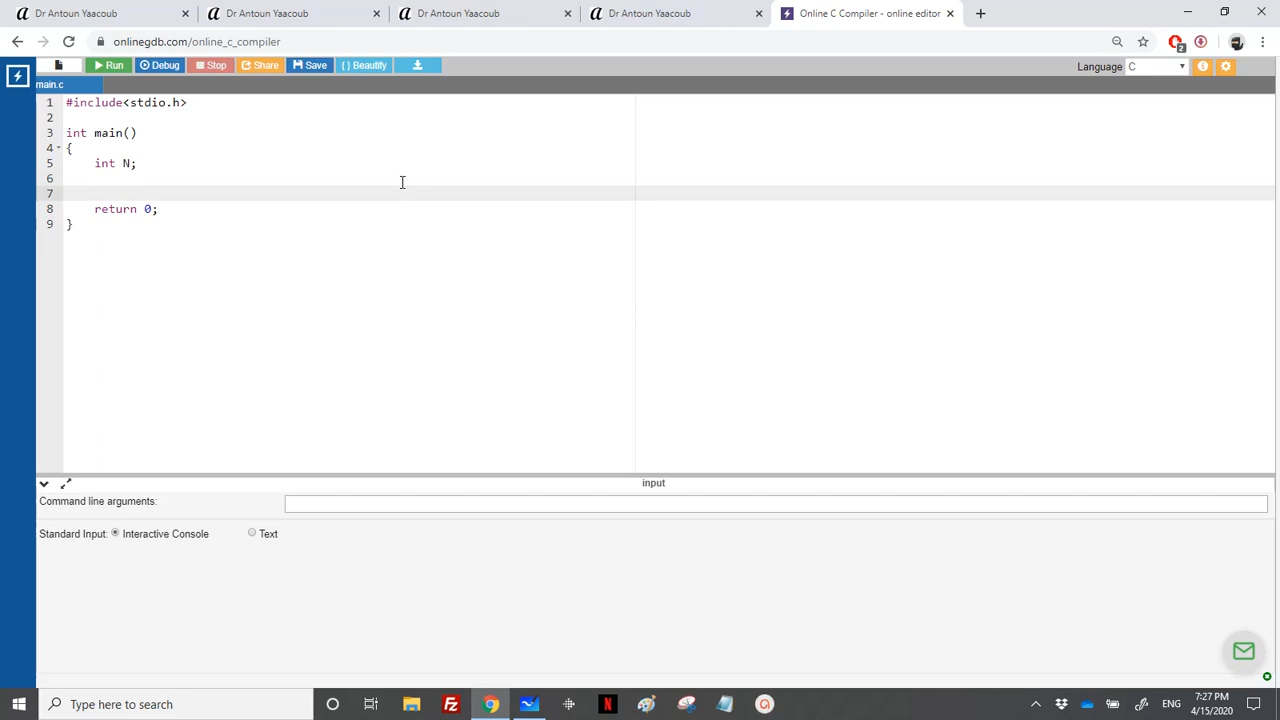 Dr Antoun Yaacoub
Dr Antoun Yaacoub
Dr Antoun Yaacoub
Dr Antoun Yaacoub
Online C Compiler - online editor
onlinegdb.com/online_c_compiler
2
Run
Debug
Stop
Share
Save
{ } Beautify
Language
C
main.c
1 #include<stdio.h>
2
3 int main()
4 {
5 int N;
6
7
8 return 0;
9 }
input
Command line arguments:
Standard Input: Interactive Console Text
Type here to search
N
ENG
7:27 PM
4/15/2020